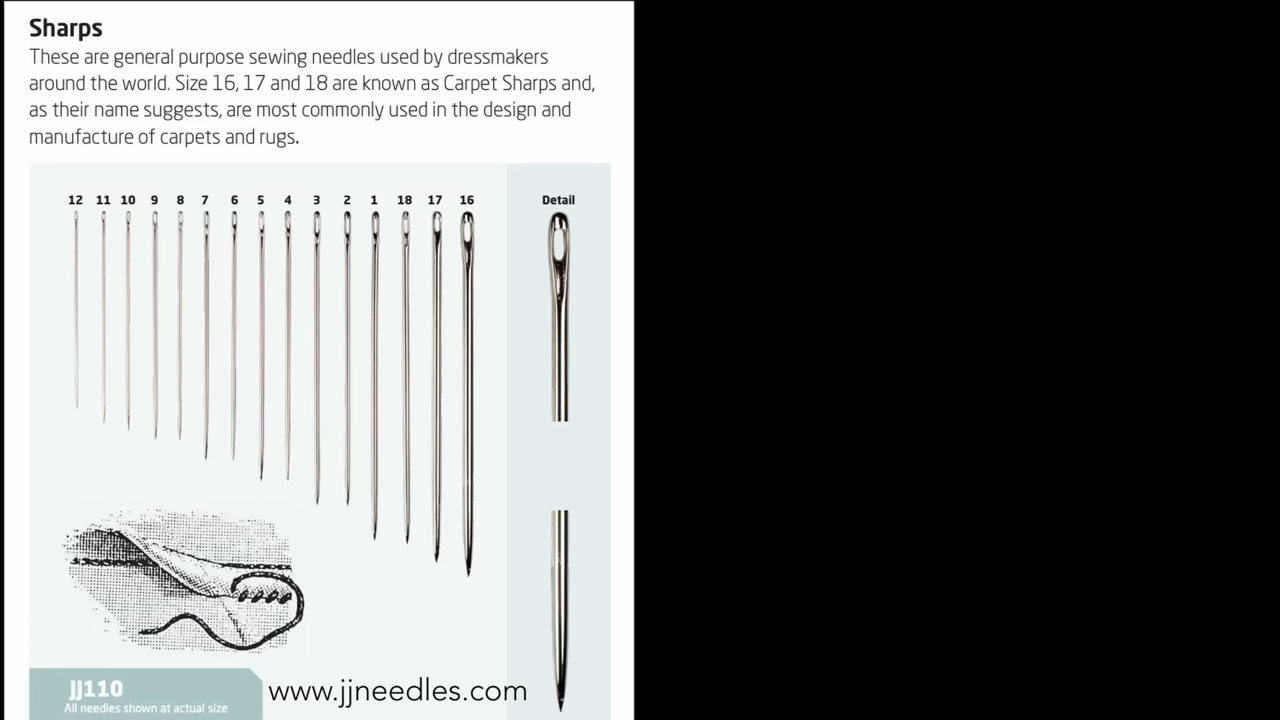 Sharps
These are general purpose sewing needles used by dressmakers
around the world. Size 16, 17 and 18 are known as Carpet Sharps and,
as their name suggests, are most commonly used in the design and
manufacture of carpets and rugs.
12 11 10 9 8 7 6 5 4 3 2 1 18 17 16 Detail
JJ110
All needles shown at actual size
www.jjneedles.com